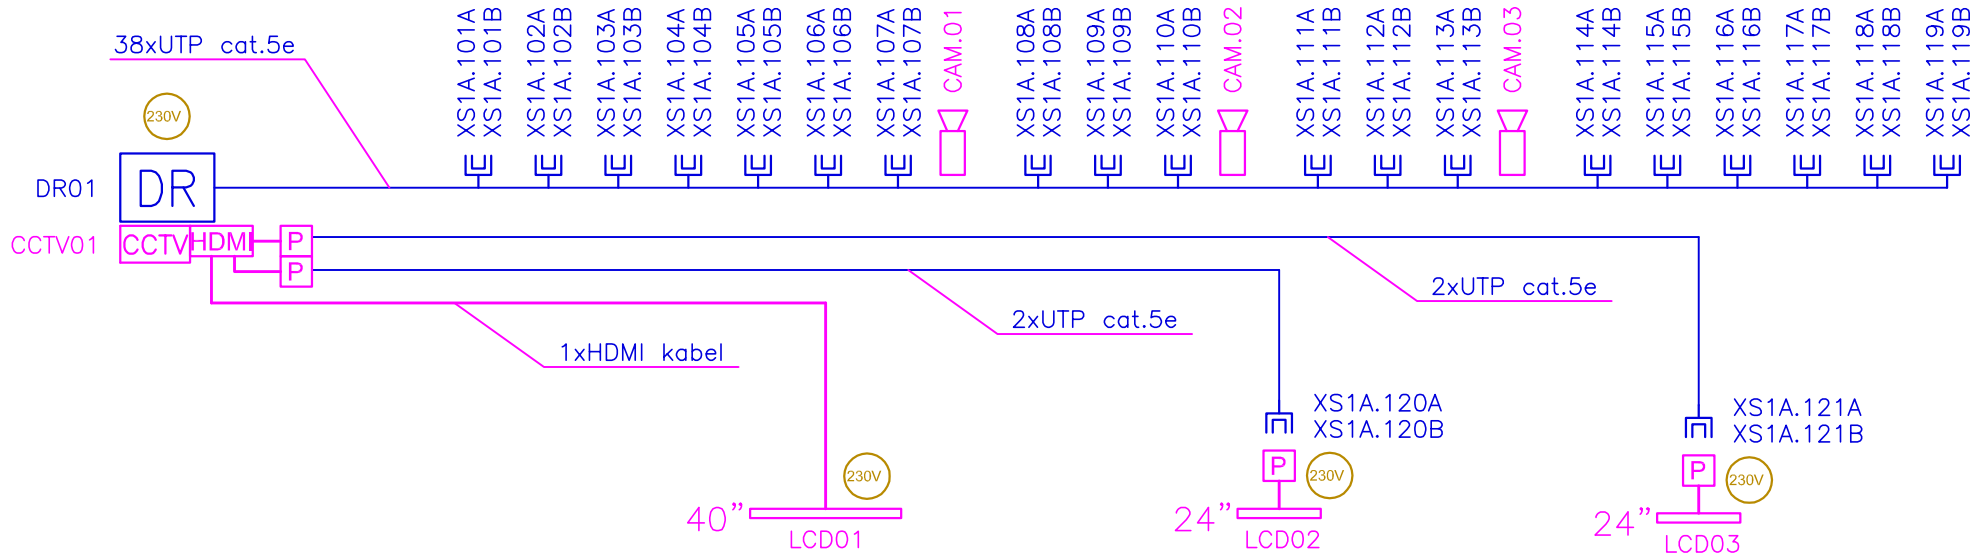 38xUTP cat.5e
XS1A.101A
XS1A.101B
XS1A.102A
XS1A.102B
XS1A.103A
XS1A.103B
XS1A.104A
XS1A.104B
XS1A.105A
XS1A.105B
XS1A.106A
XS1A.106B
XS1A.107A
XS1A.107B
CAM.01
XS1A.108A
XS1A.108B
XS1A.109A
XS1A.109B
XS1A.110A
XS1A.110B
CAM.02
XS1A.111A
XS1A.111B
XS1A.112A
XS1A.112B
XS1A.113A
XS1A.113B
CAM.03
XS1A.114A
XS1A.114B
XS1A.115A
XS1A.115B
XS1A.116A
XS1A.116B
XS1A.117A
XS1A.117B
XS1A.118A
XS1A.118B
XS1A.119A
XS1A.119B
230V
DR01
DR
CCTV01
CCTV
HDMI
P
P
2xUTP cat.5e
2xUTP cat.5e
1xHDMI kabel
XS1A.120A
XS1A.120B
XS1A.121A
XS1A.121B
230V
P
230V
P
230V
40”
LCD01
24”
LCD02
24”
LCD03